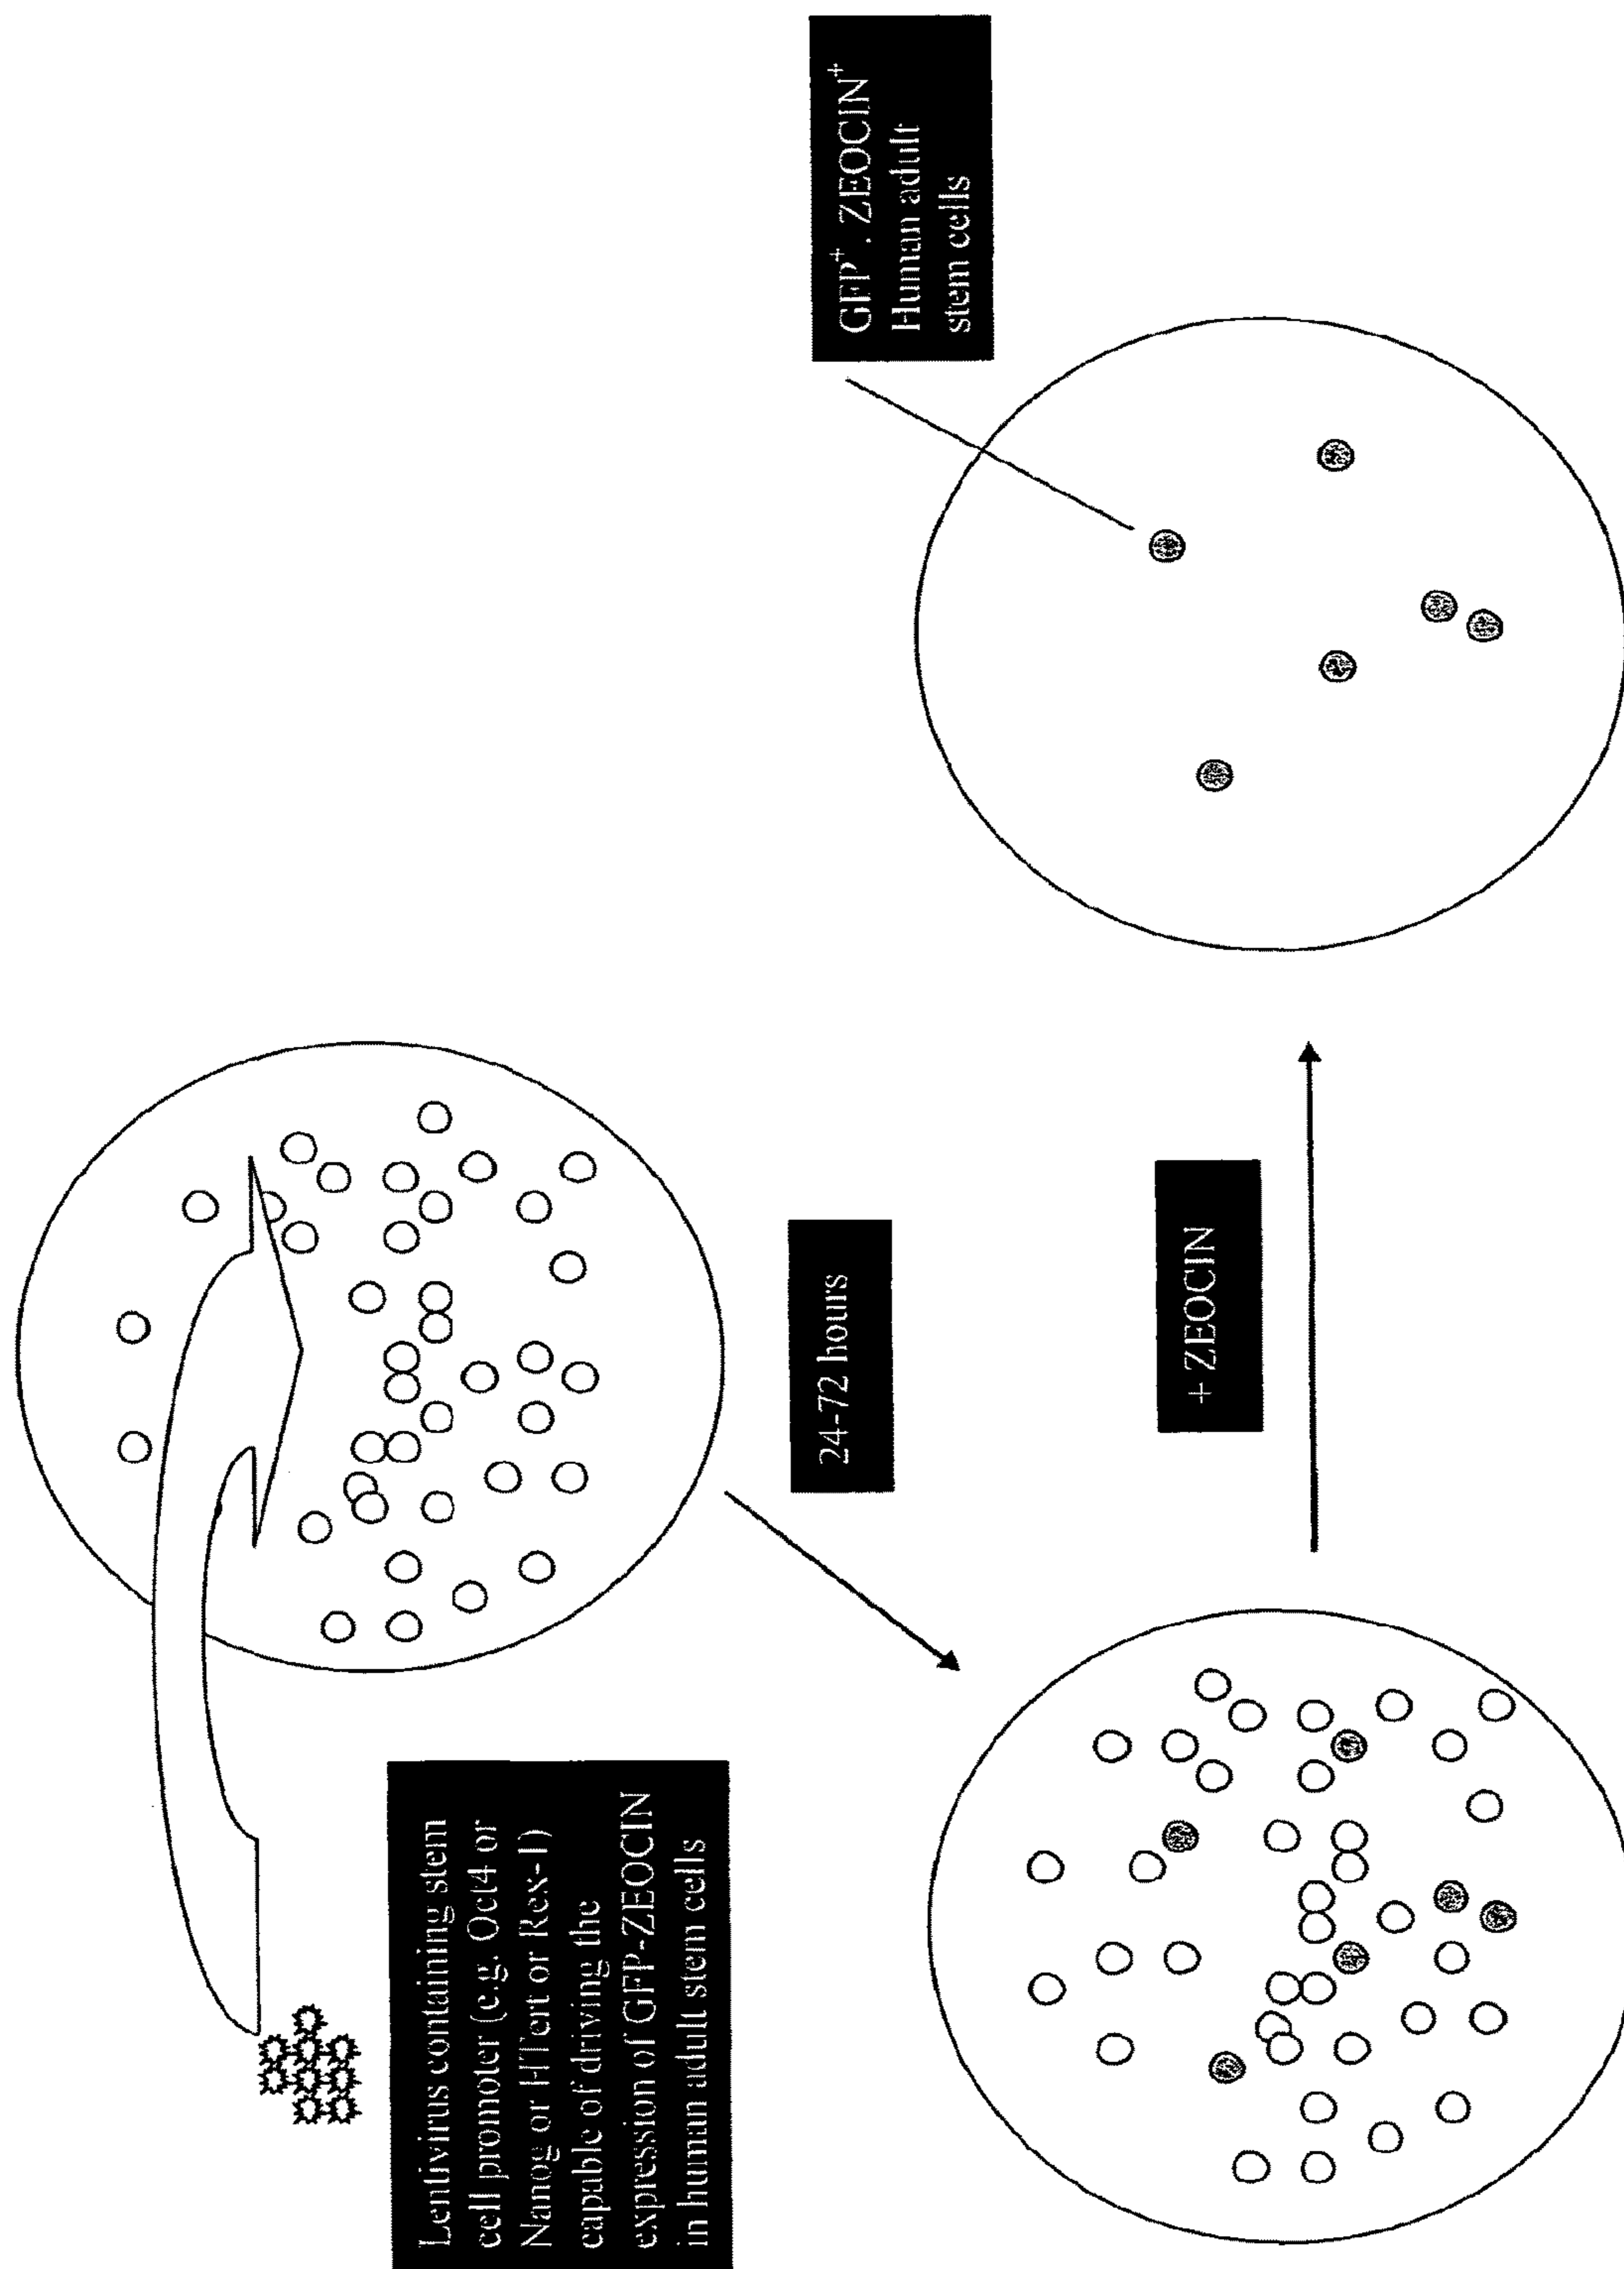 Lentivirus containing stem
cell promoter (e.g. Oct4 or
Nanog or HTert or Rex-1)
capable of driving the
expression of GFP-ZEOCIN
in human adult stem cells
24-72 hours
+ ZEOCIN
GFP⁺. ZEOCIN⁺
Human adult
stem cells